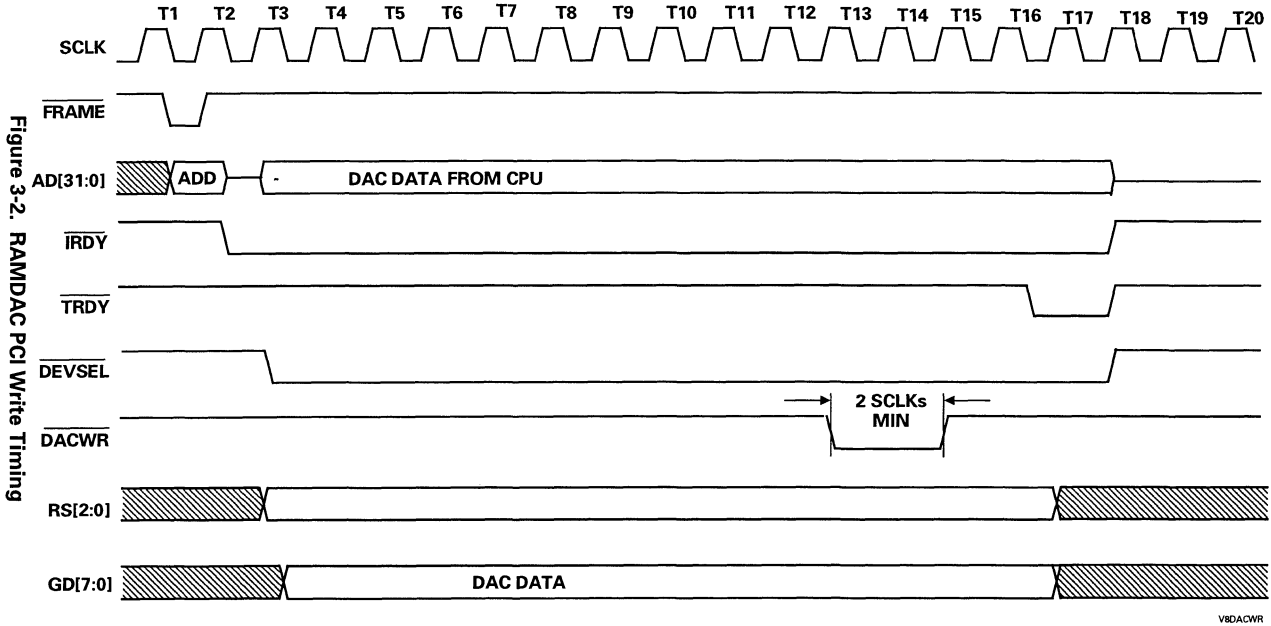 T1 T2 T3 T4 T5 T6 T7 T8 T9 T10 T11 T12 T13 T14 T15 T16 T17 T18 T19 T20
SCLK
FRAME
AD[31:0] ADD - DAC DATA FROM CPU
IRDY
TRDY
DEVSEL
2 SCLKs
MIN
DACWR
RS[2:0]
GD[7:0] DAC DATA
V8DACWR
Figure 3-2. RAMDAC PCI Write Timing